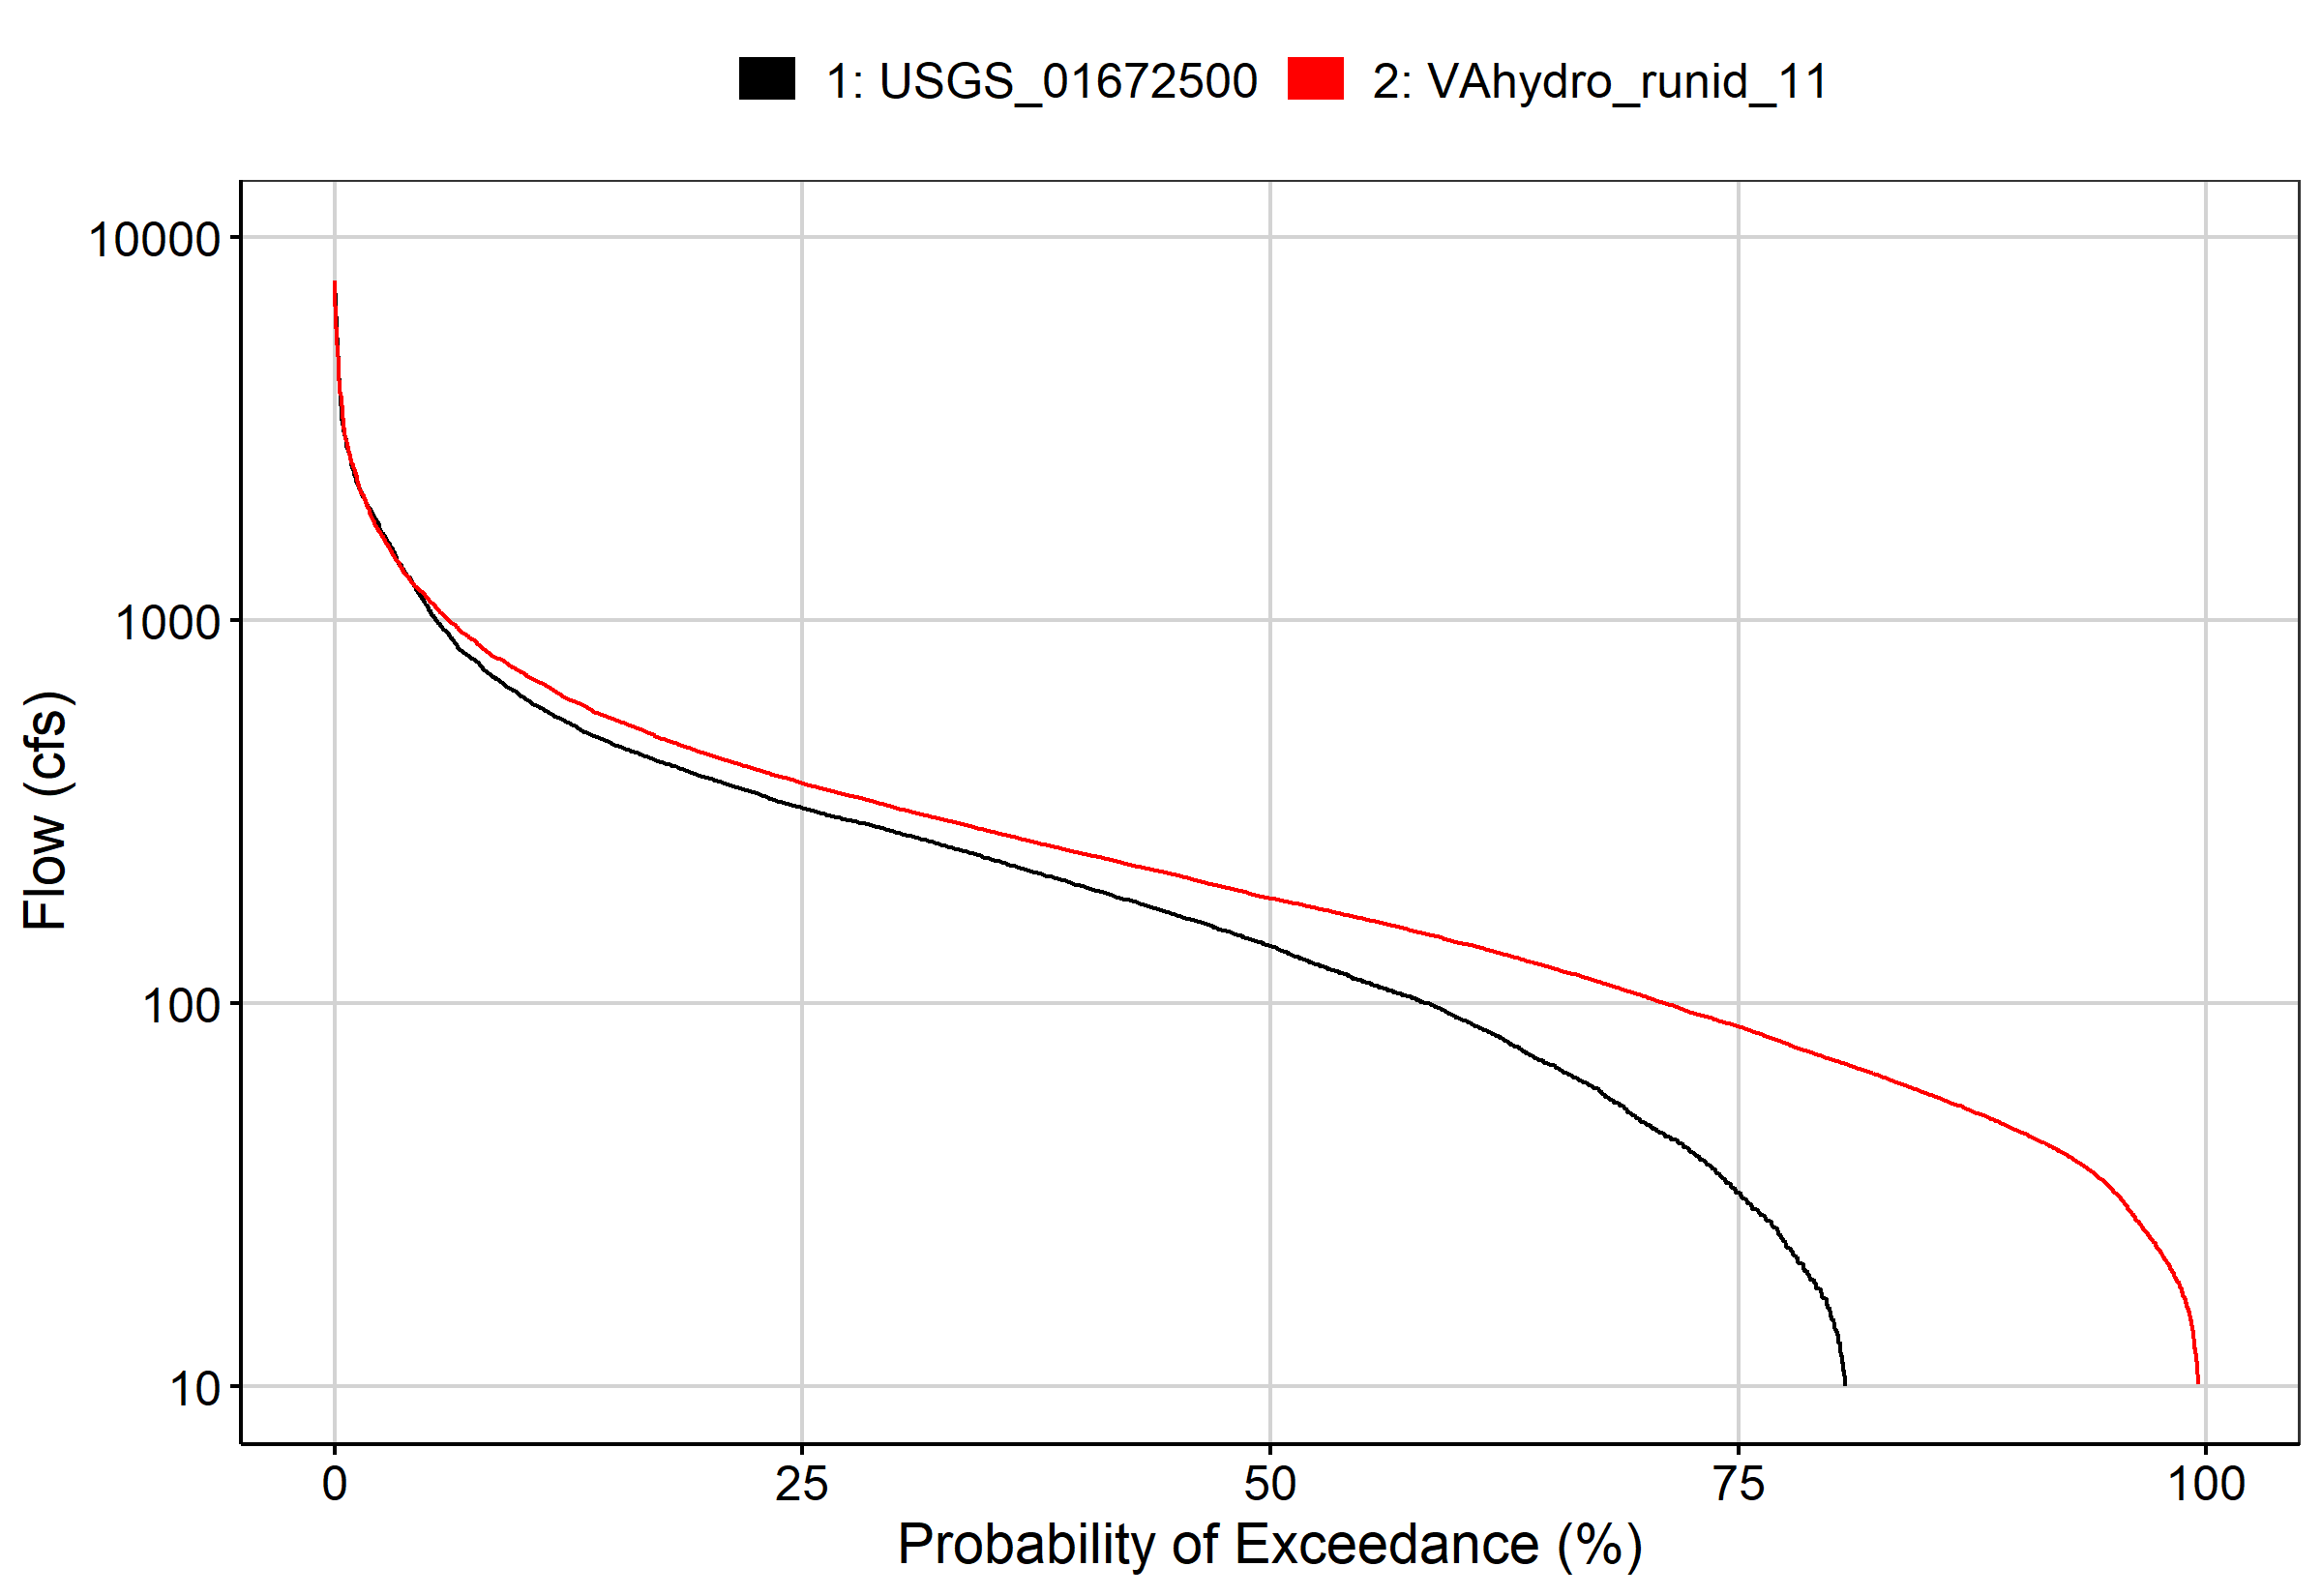 1: USGS_01672500 2: VAhydro_runid_11
10000
1000
100
10
Flow (cfs)
0 25 50 75 100
Probability of Exceedance (%)